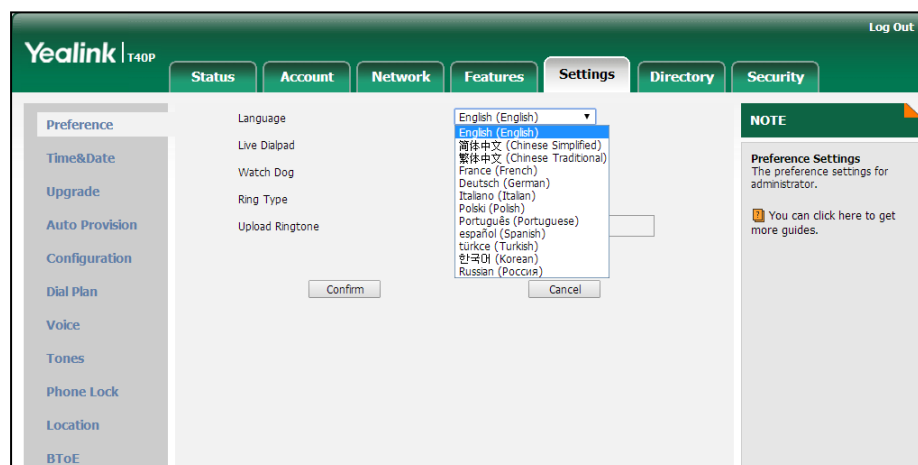 Log Out
Yealink | T40P
Status Account Network Features Settings Directory Security
Preference
Time&Date
Upgrade
Auto Provision
Configuration
Dial Plan
Voice
Tones
Phone Lock
Location
BToE
Language
Live Dialpad
Watch Dog
Ring Type
Upload Ringtone
English (English)
English (English)
简体中文 (Chinese Simplified)
繁体中文 (Chinese Traditional)
France (French)
Deutsch (German)
Italiano (Italian)
Polski (Polish)
Português (Portuguese)
español (Spanish)
türkce (Turkish)
한국어 (Korean)
Russian (Россия)
Confirm Cancel
NOTE
Preference Settings
The preference settings for
administrator.
You can click here to get
more guides.